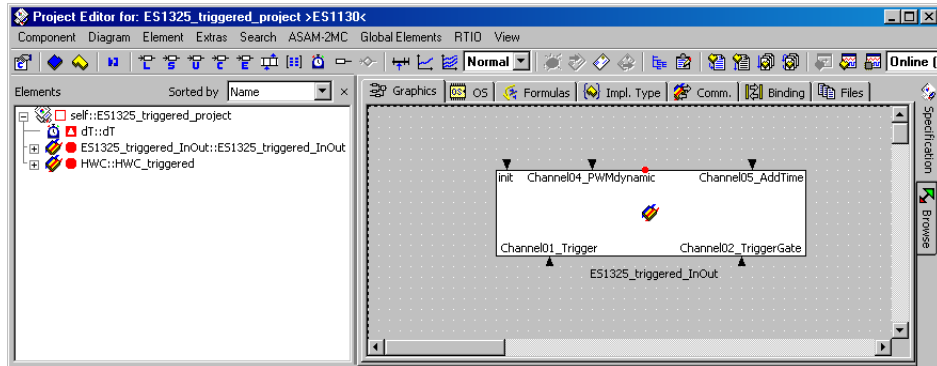 Project Editor for: ES1325_triggered_project >ES1130<
Component Diagram Element Extras Search ASAM-2MC Global Elements RTIO View
Normal
Online (
Elements
Sorted by Name
self::ES1325_triggered_project
dT::dT
ES1325_triggered_InOut::ES1325_triggered_InOut
HWC::HWC_triggered
Graphics OS Formulas Impl. Type Comm. Binding Files
init Channel04_PWMdynamic Channel05_AddTime
Channel01_Trigger Channel02_TriggerGate
ES1325_triggered_InOut
Specification
Browse